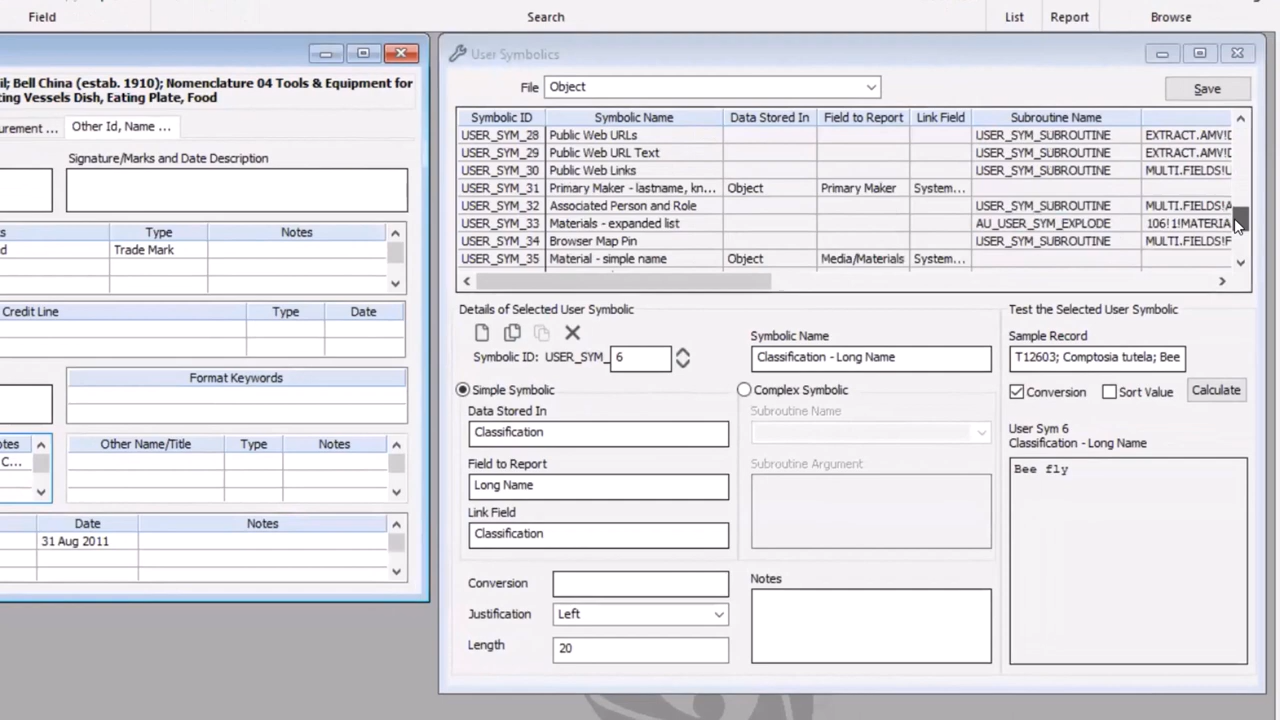 Field
Search
List
Report
Browse
il; Bell China (estab. 1910); Nomenclature 04 Tools & Equipment for
ting Vessels Dish, Eating Plate, Food
urement ...
Other Id, Name ...
Signature/Marks and Date Description
s
Type
Notes
d
Trade Mark
Credit Line
Type
Date
Format Keywords
otes
Other Name/Title
Type
Notes
C...
Date
Notes
31 Aug 2011
User Symbolics
File
Object
Save
Symbolic ID
Symbolic Name
Data Stored In
Field to Report
Link Field
Subroutine Name
USER_SYM_28
Public Web URLs
USER_SYM_SUBROUTINE
EXTRACT.AMV!D
USER_SYM_29
Public Web URL Text
USER_SYM_SUBROUTINE
EXTRACT.AMV!D
USER_SYM_30
Public Web Links
USER_SYM_SUBROUTINE
MULTI.FIELDS!U
USER_SYM_31
Primary Maker - lastname, kn...
Object
Primary Maker
System...
USER_SYM_32
Associated Person and Role
USER_SYM_SUBROUTINE
MULTI.FIELDS!A
USER_SYM_33
Materials - expanded list
AU_USER_SYM_EXPLODE
106!1!MATERIA
USER_SYM_34
Browser Map Pin
USER_SYM_SUBROUTINE
MULTI.FIELDS!F
USER_SYM_35
Material - simple name
Object
Media/Materials
System...
Details of Selected User Symbolic
Symbolic ID: USER_SYM_
6
Symbolic Name
Classification - Long Name
Simple Symbolic
Complex Symbolic
Data Stored In
Classification
Subroutine Name
Field to Report
Long Name
Subroutine Argument
Link Field
Classification
Conversion
Justification
Left
Length
20
Notes
Test the Selected User Symbolic
Sample Record
T12603; Comptosia tutela; Bee
Conversion
Sort Value
Calculate
User Sym 6
Classification - Long Name
Bee fly